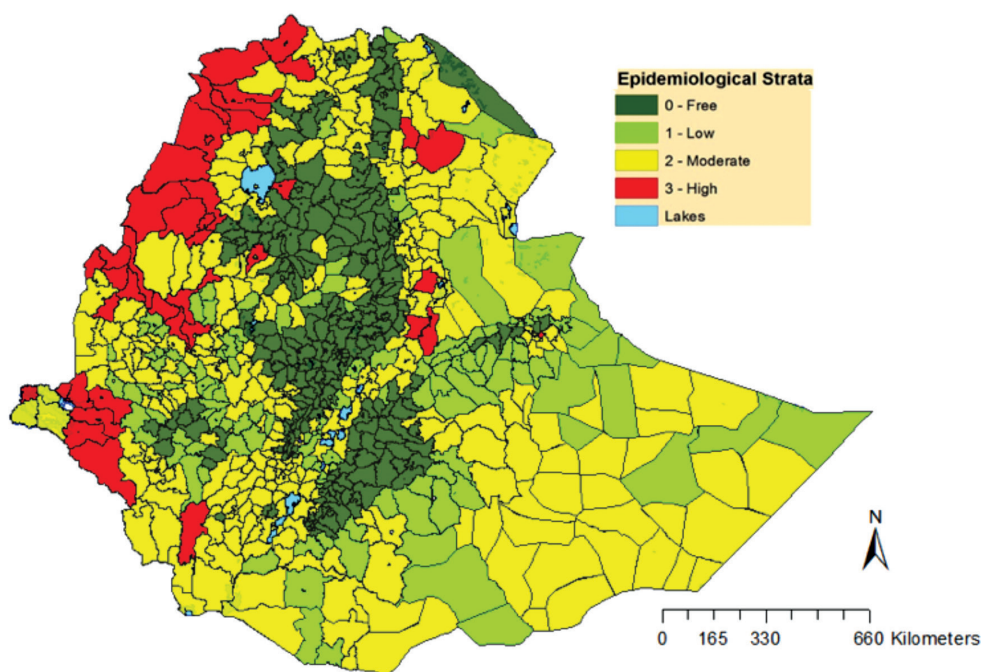 Epidemiological Strata
0 - Free
1 - Low
2 - Moderate
3 - High
Lakes
N
0 165 330 660 Kilometers